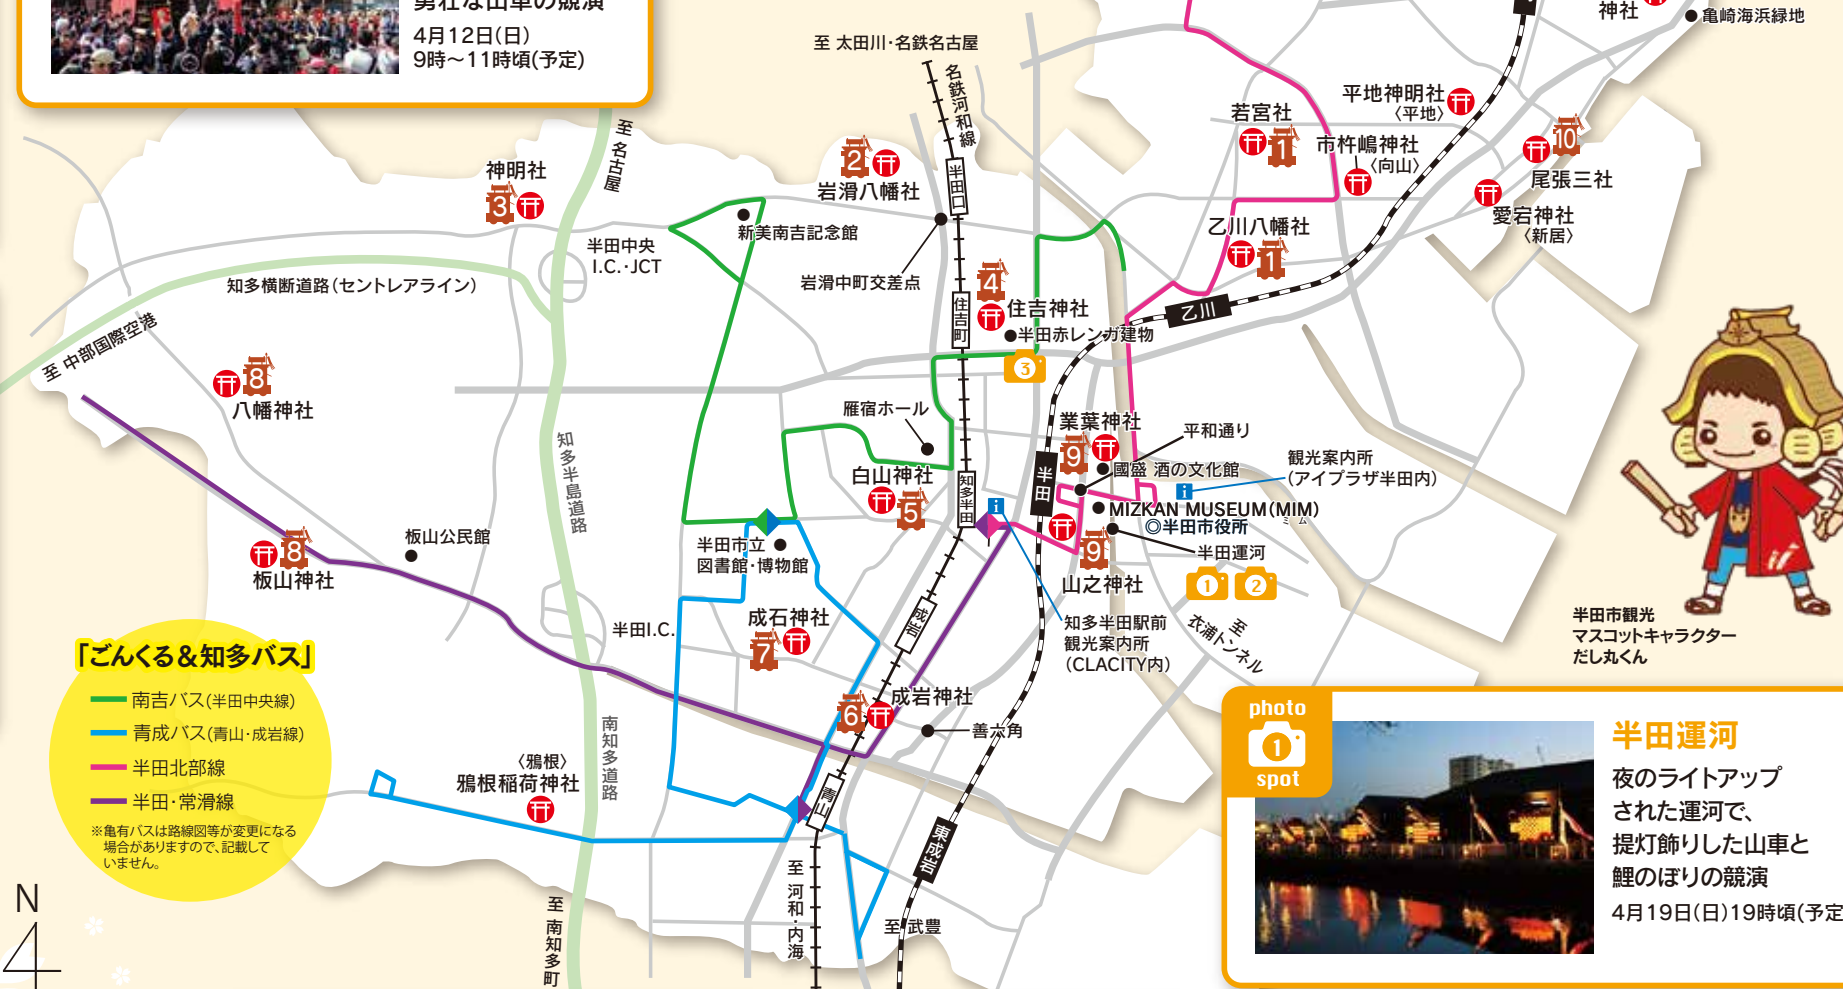 勇壮な山車の競演
4月12日(日)
9時～11時頃(予定)
至 太田川・名鉄名古屋
名鉄河和線
神社
亀崎海浜緑地
至 名古屋
神明社
3
2
岩滑八幡社
半田口
若宮社
1
平地神明社
〈平地〉
市杵嶋神社
〈向山〉
10
尾張三社
愛宕神社
〈新居〉
乙川八幡社
1
新美南吉記念館
半田中央
I.C.・JCT
岩滑中町交差点
知多横断道路(セントレアライン)
至 中部国際空港
4
住吉神社
住吉町
半田赤レンガ建物
3
乙川
8
八幡神社
雁宿ホール
業葉神社
9
平和通り
國盛 酒の文化館
観光案内所
(アイプラザ半田内)
半田
知多半島道路
白山神社
5
知多半田
i
i
MIZKAN MUSEUM(MIM)
ミム
◎半田市役所
半田運河
1
2
9
山之神社
板山公民館
8
板山神社
半田市立
図書館・博物館
成石神社
7
半田I.C.
成岩
知多半田駅前
観光案内所
(CLACITY内)
至 衣浦トンネル
半田市観光
マスコットキャラクター
だし丸くん
「ごんくる＆知多バス」
南吉バス(半田中央線)
青成バス(青山・成岩線)
半田北部線
半田・常滑線
※亀有バスは路線図等が変更になる
場合がありますので、記載して
いません。
6
成岩神社
善六角
南知多道路
〈鴉根〉
鴉根稲荷神社
青山
東成岩
至 河和・内海
至 武豊
至 南知多町
N
photo
1
spot
半田運河
夜のライトアップ
された運河で、
提灯飾りした山車と
鯉のぼりの競演
4月19日(日)19時頃(予定